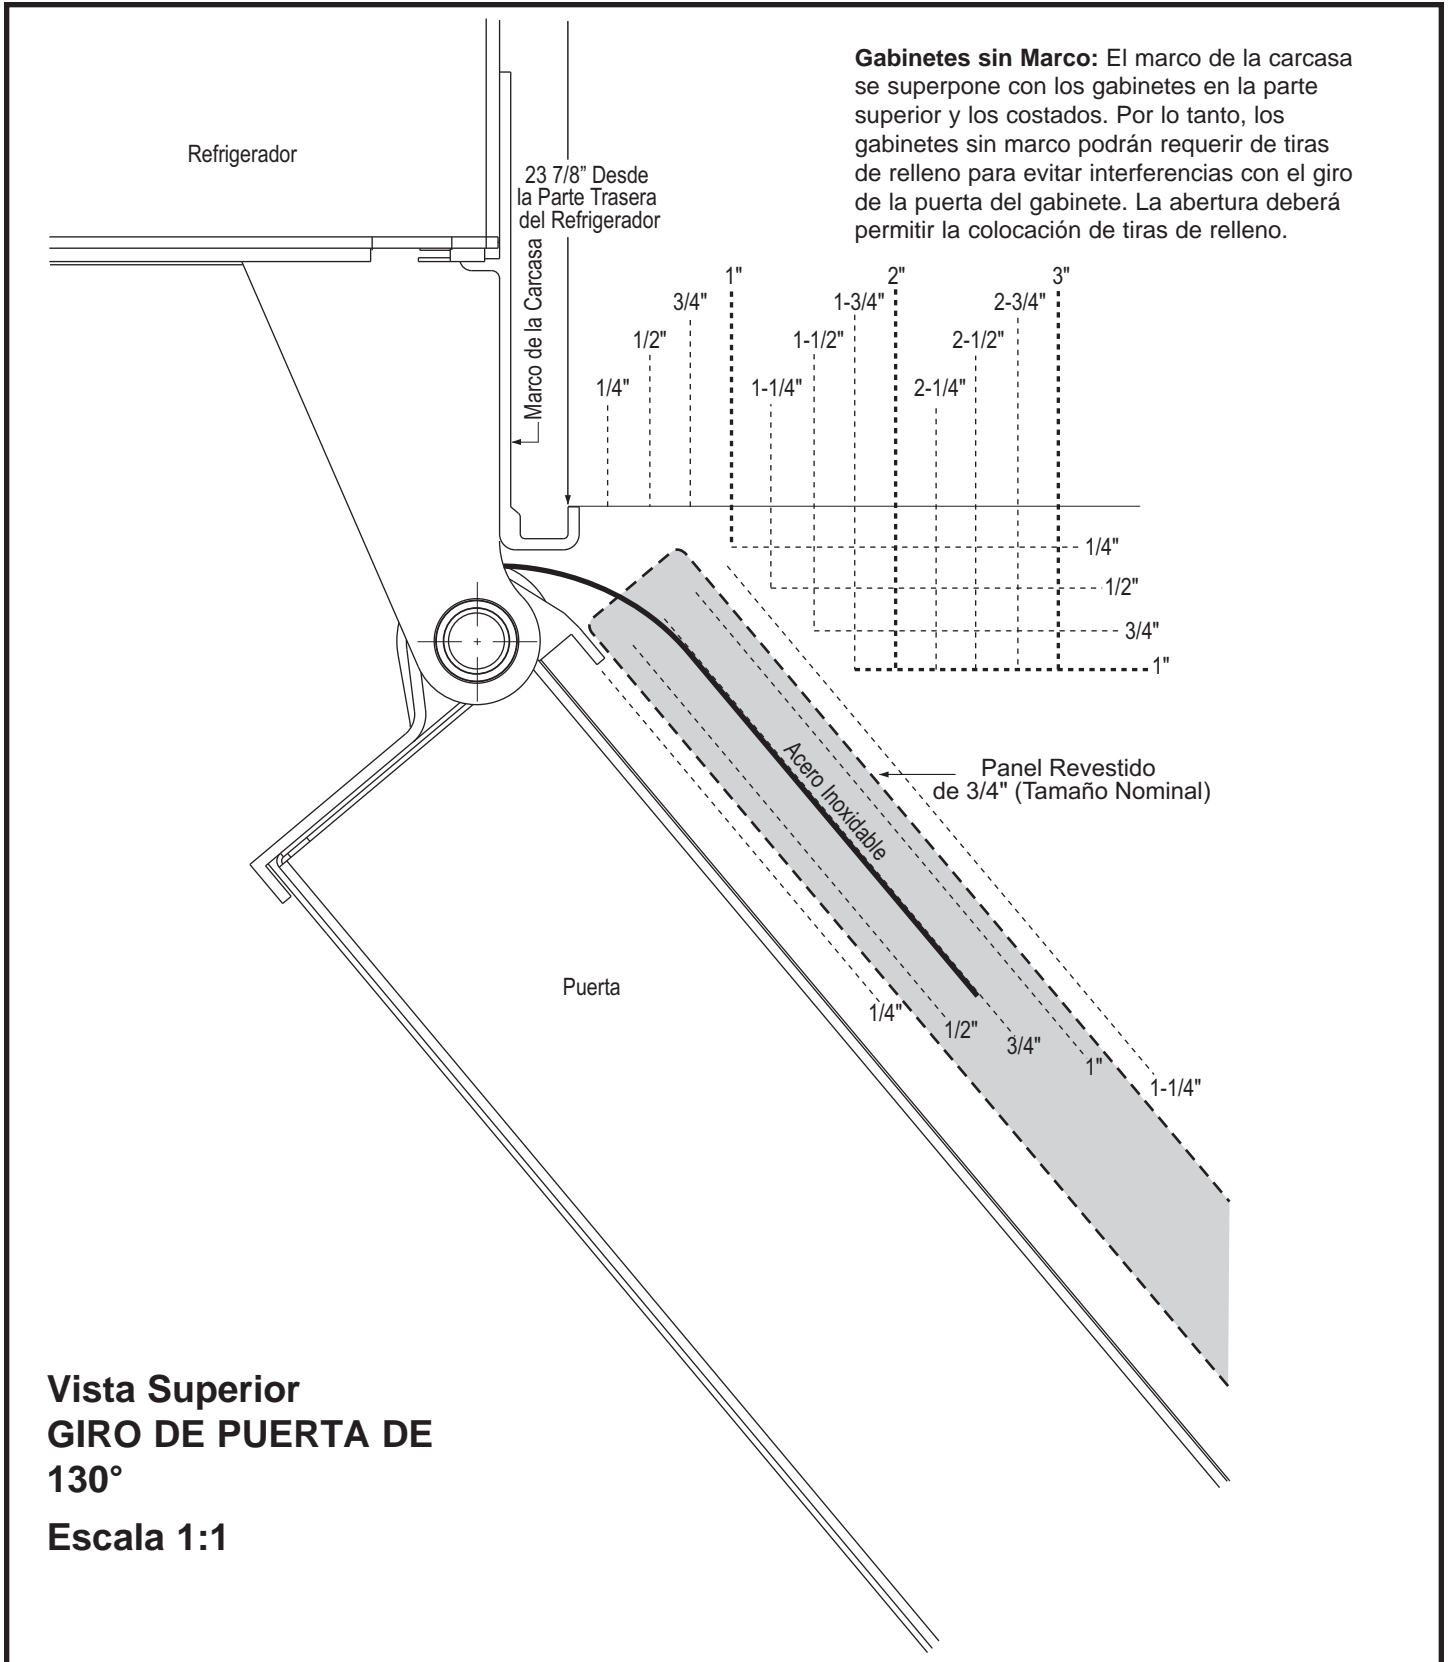 Gabinetes sin Marco: El marco de la carcasa
se superpone con los gabinetes en la parte
superior y los costados. Por lo tanto, los
gabinetes sin marco podrán requerir de tiras
de relleno para evitar interferencias con el giro
de la puerta del gabinete. La abertura deberá
permitir la colocación de tiras de relleno.
Refrigerador
23 7/8” Desde
la Parte Trasera
del Refrigerador
Marco de la Carcasa
1"
2"
3"
3/4"
1-3/4"
2-3/4"
1/2"
1-1/2"
2-1/2"
1/4"
1-1/4"
2-1/4"
1/4"
1/2"
3/4"
1"
Panel Revestido
de 3/4" (Tamaño Nominal)
Acero Inoxidable
Puerta
1/4"
1/2"
3/4"
1"
1-1/4"
Vista Superior
GIRO DE PUERTA DE
130°
Escala 1:1